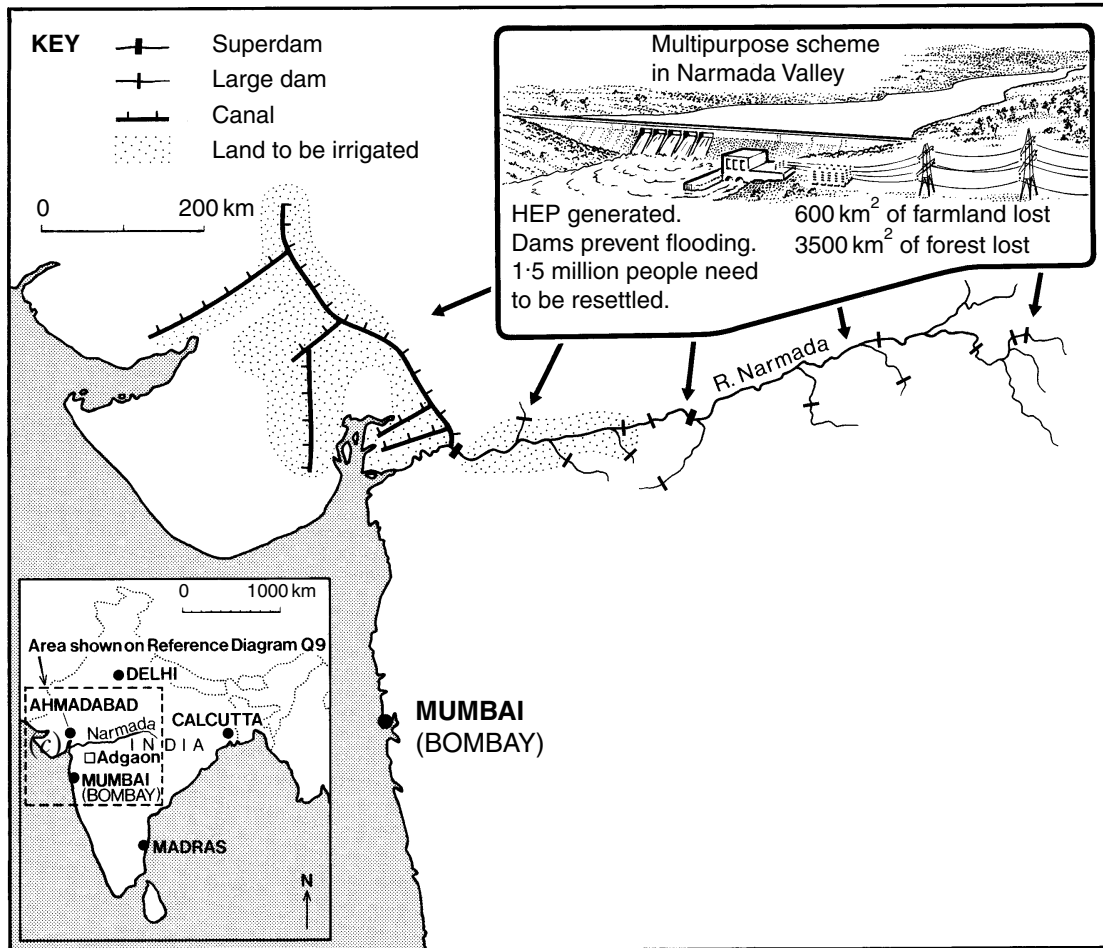 KEY
Superdam
Large dam
Canal
Land to be irrigated
0 200 km
Multipurpose scheme
in Narmada Valley
HEP generated.
Dams prevent flooding.
1·5 million people need
to be resettled.
600 km² of farmland lost
3500 km² of forest lost
R. Narmada
MUMBAI
(BOMBAY)
0 1000 km
Area shown on Reference Diagram Q9
DELHI
AHMADABAD
Narmada
CALCUTTA
INDIA
Adgaon
MUMBAI
(BOMBAY)
MADRAS
N